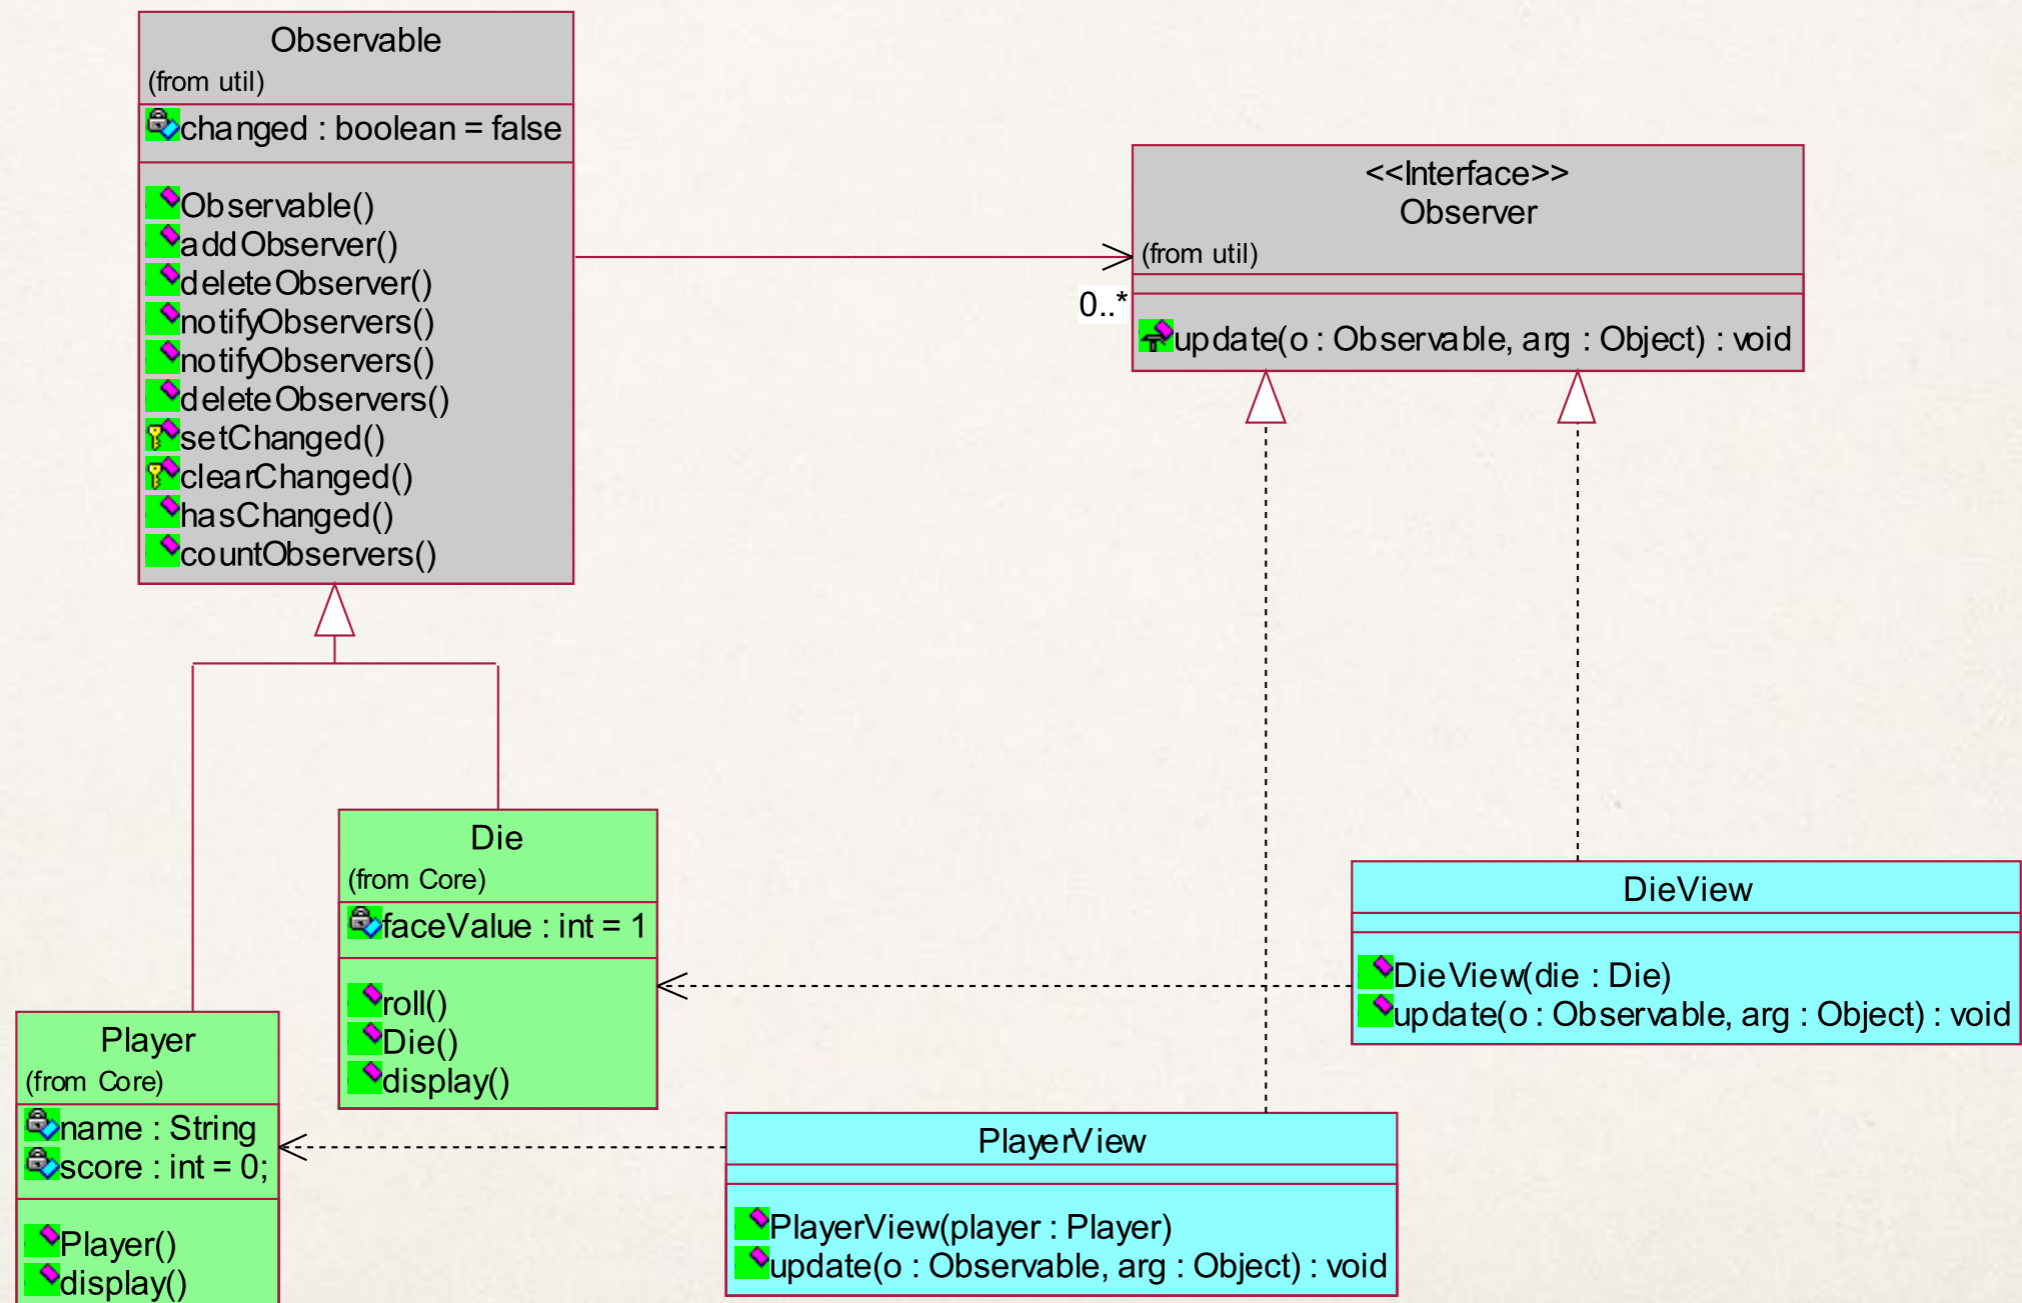 Observable
(from util)
changed : boolean = false
Observable()
addObserver()
deleteObserver()
notifyObservers()
notifyObservers()
deleteObservers()
setChanged()
clearChanged()
hasChanged()
countObservers()
<<Interface>>
Observer
(from util)
0..*
update(o : Observable, arg : Object) : void
Die
(from Core)
faceValue : int = 1
roll()
Die()
display()
DieView
DieView(die : Die)
update(o : Observable, arg : Object) : void
Player
(from Core)
name : String
score : int = 0;
Player()
display()
PlayerView
PlayerView(player : Player)
update(o : Observable, arg : Object) : void